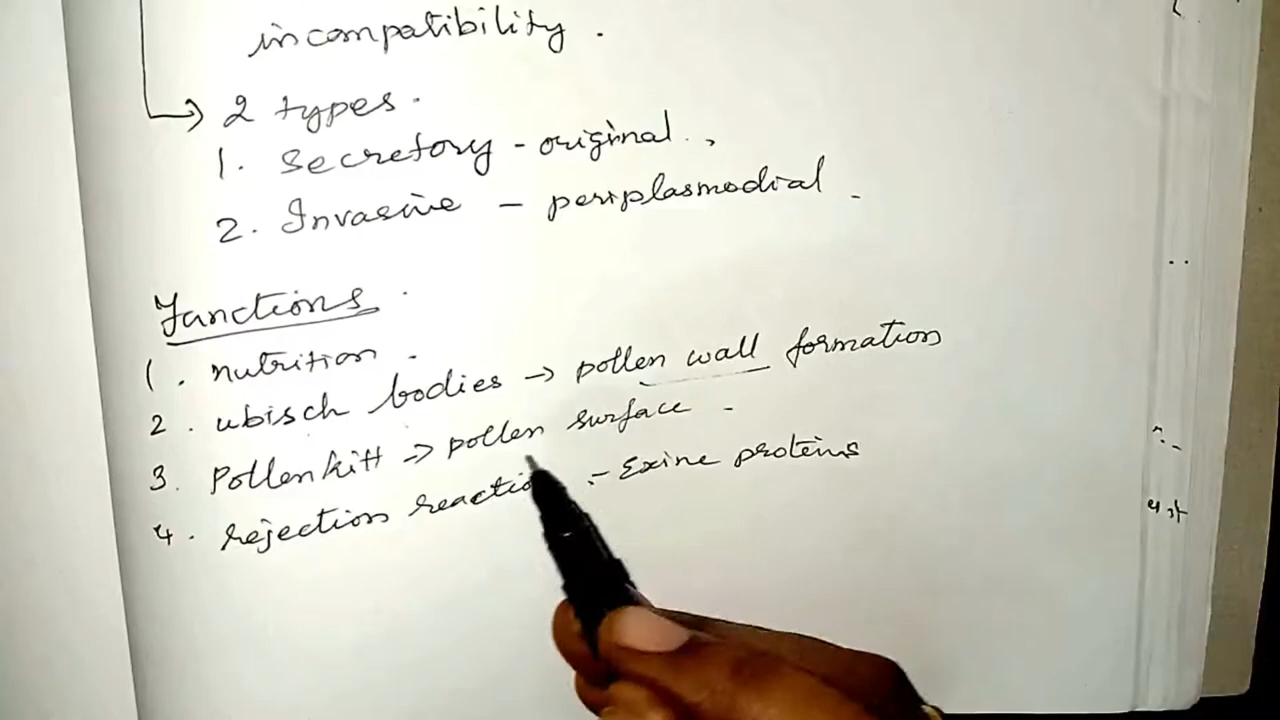 incompatibility.
2 types.
1. Secretory - original.,
2. Invasive - periplasmodial.
Functions.
1. nutrition.
2. ubisch bodies → pollen wall formation
3. Pollenkitt → pollen surface.
4. rejection reaction :- Exine proteins